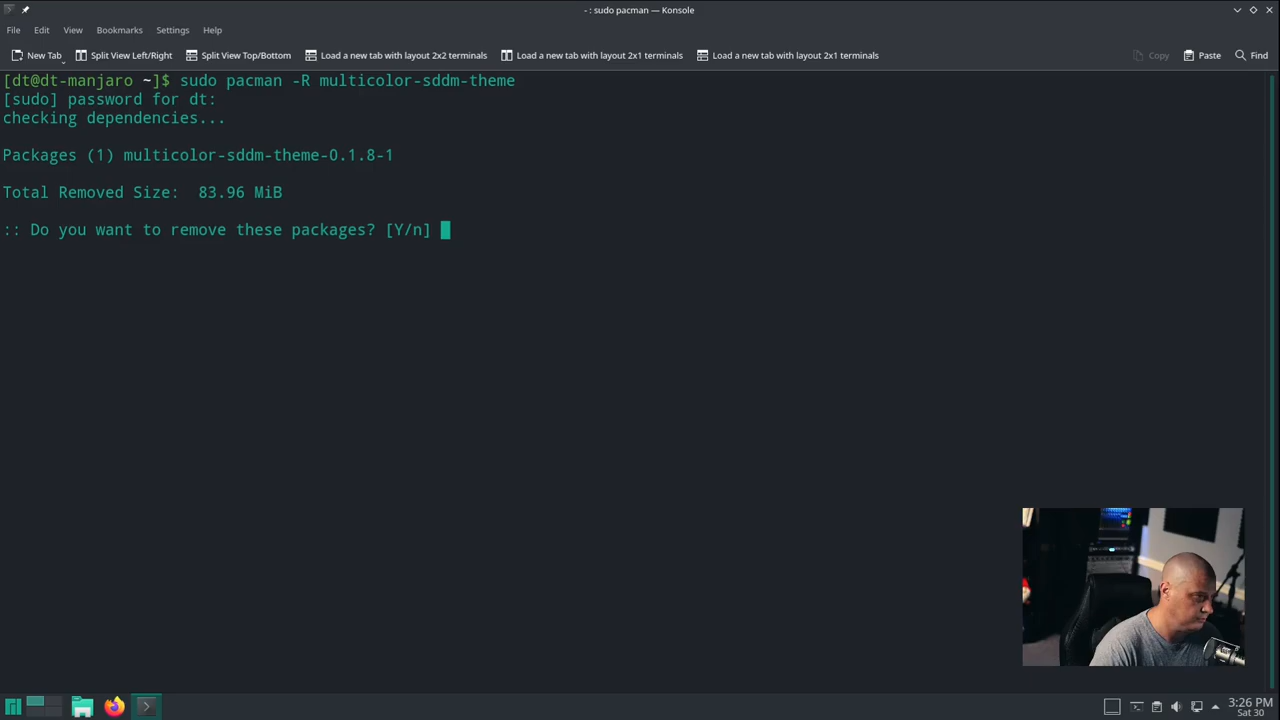 - : sudo pacman — Konsole
File Edit View Bookmarks Settings Help
New Tab Split View Left/Right Split View Top/Bottom Load a new tab with layout 2x2 terminals Load a new tab with layout 2x1 terminals Load a new tab with layout 1x2 terminals Copy Paste Find
[dt@dt-manjaro ~]$ sudo pacman -R multicolor-sddm-theme
[sudo] password for dt:
checking dependencies...
Packages (1) multicolor-sddm-theme-0.1.8-1
Total Removed Size:  83.96 MiB
:: Do you want to remove these packages? [Y/n]
3:26 PM
Sat 30